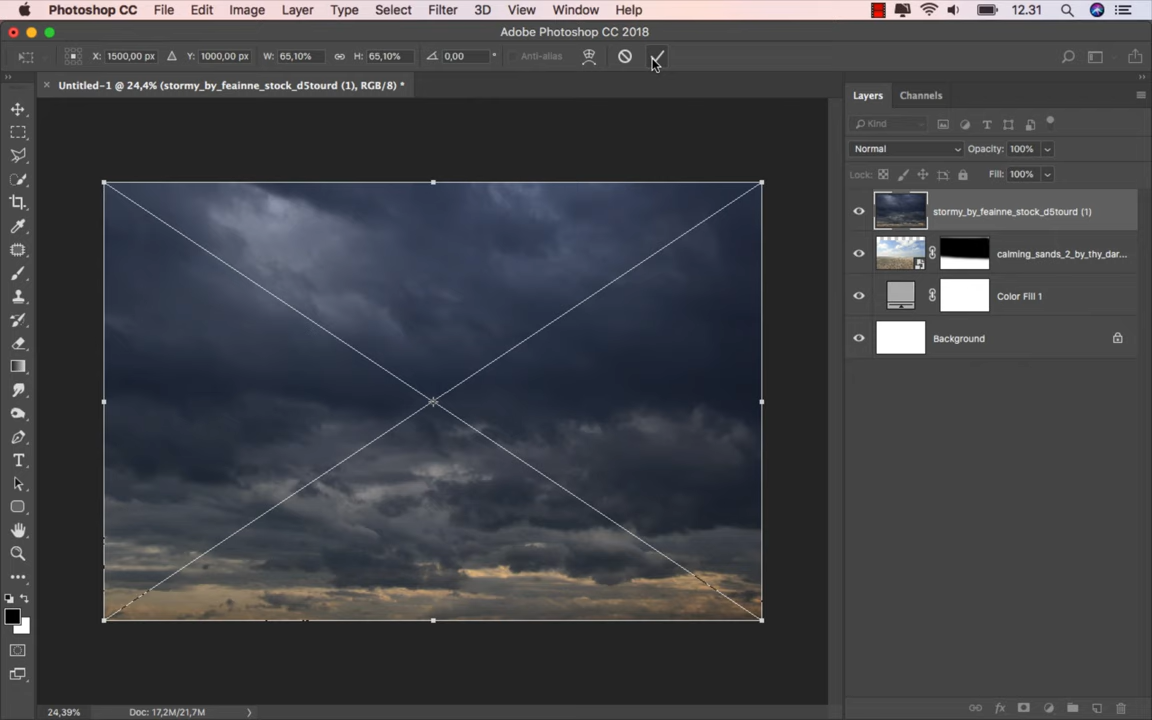 Photoshop CC File Edit Image Layer Type Select Filter 3D View Window Help 12.31
Adobe Photoshop CC 2018
X: 1500,00 px Y: 1000,00 px W: 65,10% H: 65,10% 0,00 ° Anti-alias
Untitled-1 @ 24,4% (stormy_by_feainne_stock_d5tourd (1), RGB/8) *
Layers Channels
Kind
Normal Opacity: 100%
Lock: Fill: 100%
stormy_by_feainne_stock_d5tourd (1)
calming_sands_2_by_thy_dar...
Color Fill 1
Background
24,39% Doc: 17,2M/21,7M